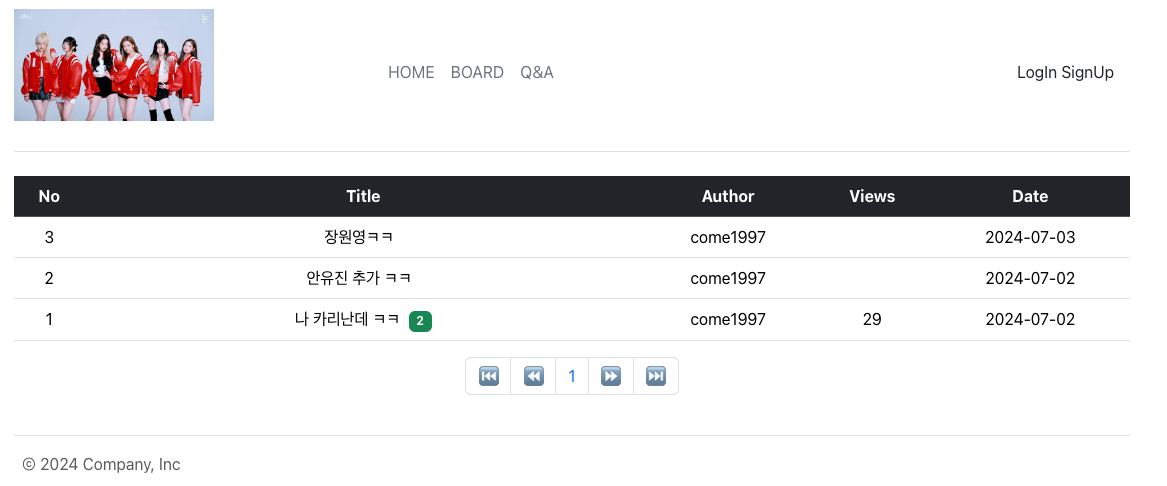 HOME BOARD Q&A LogIn SignUp
No Title Author Views Date
3 장원영ㅋㅋ come1997 2024-07-03
2 안유진 추가 ㅋㅋ come1997 2024-07-02
1 나 카리난데 ㅋㅋ 2 come1997 29 2024-07-02
⏮️ ⏪ 1 ⏩ ⏭️
© 2024 Company, Inc